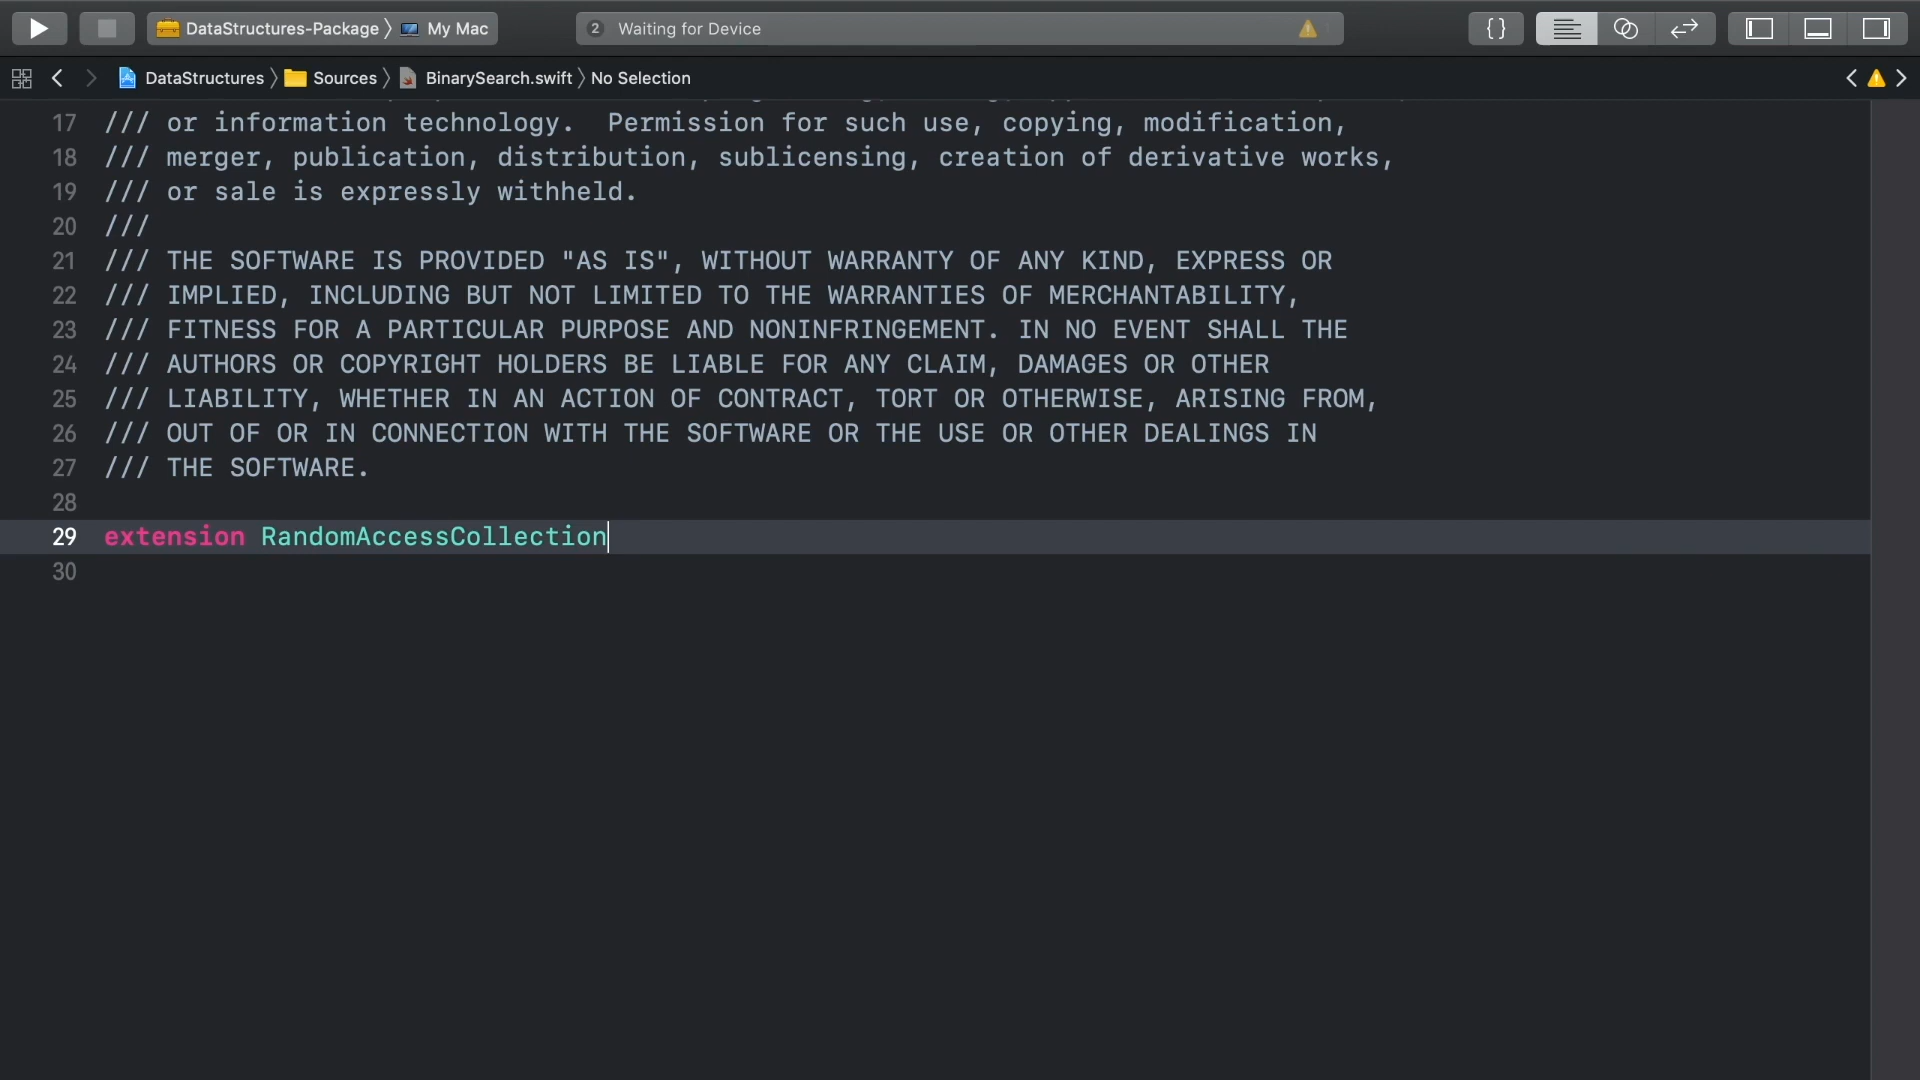 DataStructures-Package 〉 My Mac
2 Waiting for Device
{ }
DataStructures 〉 Sources 〉 BinarySearch.swift 〉 No Selection
17 /// or information technology.  Permission for such use, copying, modification,
18 /// merger, publication, distribution, sublicensing, creation of derivative works,
19 /// or sale is expressly withheld.
20 ///
21 /// THE SOFTWARE IS PROVIDED "AS IS", WITHOUT WARRANTY OF ANY KIND, EXPRESS OR
22 /// IMPLIED, INCLUDING BUT NOT LIMITED TO THE WARRANTIES OF MERCHANTABILITY,
23 /// FITNESS FOR A PARTICULAR PURPOSE AND NONINFRINGEMENT. IN NO EVENT SHALL THE
24 /// AUTHORS OR COPYRIGHT HOLDERS BE LIABLE FOR ANY CLAIM, DAMAGES OR OTHER
25 /// LIABILITY, WHETHER IN AN ACTION OF CONTRACT, TORT OR OTHERWISE, ARISING FROM,
26 /// OUT OF OR IN CONNECTION WITH THE SOFTWARE OR THE USE OR OTHER DEALINGS IN
27 /// THE SOFTWARE.
28
29 extension RandomAccessCollection
30